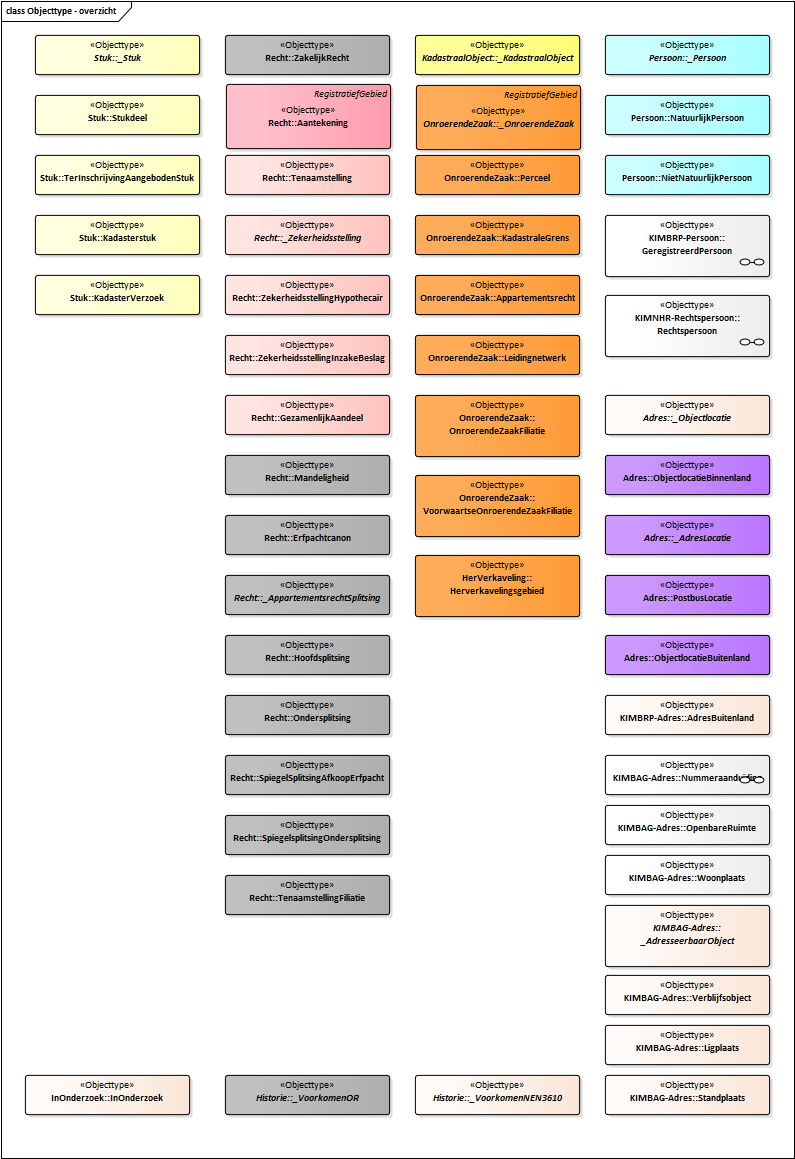 class Objecttype - overzicht
«Objecttype»
Stuk::_Stuk
«Objecttype»
Stuk::Stukdeel
«Objecttype»
Stuk::TerInschrijvingAangebodenStuk
«Objecttype»
Stuk::Kadasterstuk
«Objecttype»
Stuk::KadasterVerzoek
«Objecttype»
Recht::ZakelijkRecht
RegistratiefGebied
«Objecttype»
Recht::Aantekening
«Objecttype»
Recht::Tenaamstelling
«Objecttype»
Recht::_Zekerheidsstelling
«Objecttype»
Recht::ZekerheidsstellingHypothecair
«Objecttype»
Recht::ZekerheidsstellingInzakeBeslag
«Objecttype»
Recht::GezamenlijkAandeel
«Objecttype»
Recht::Mandeligheid
«Objecttype»
Recht::Erfpachtcanon
«Objecttype»
Recht::_AppartementsrechtSplitsing
«Objecttype»
Recht::Hoofdsplitsing
«Objecttype»
Recht::Ondersplitsing
«Objecttype»
Recht::SpiegelSplitsingAfkoopErfpacht
«Objecttype»
Recht::SpiegelsplitsingOndersplitsing
«Objecttype»
Recht::TenaamstellingFiliatie
«Objecttype»
KadastraalObject::_KadastraalObject
RegistratiefGebied
«Objecttype»
OnroerendeZaak::_OnroerendeZaak
«Objecttype»
OnroerendeZaak::Perceel
«Objecttype»
OnroerendeZaak::KadastraleGrens
«Objecttype»
OnroerendeZaak::Appartementsrecht
«Objecttype»
OnroerendeZaak::Leidingnetwerk
«Objecttype»
OnroerendeZaak::
OnroerendeZaakFiliatie
«Objecttype»
OnroerendeZaak::
VoorwaartseOnroerendeZaakFiliatie
«Objecttype»
HerVerkaveling::
Herverkavelingsgebied
«Objecttype»
Persoon::_Persoon
«Objecttype»
Persoon::NatuurlijkPersoon
«Objecttype»
Persoon::NietNatuurlijkPersoon
«Objecttype»
KIMBRP-Persoon::
GeregistreerdPersoon
«Objecttype»
KIMNHR-Rechtspersoon::
Rechtspersoon
«Objecttype»
Adres::_Objectlocatie
«Objecttype»
Adres::ObjectlocatieBinnenland
«Objecttype»
Adres::_AdresLocatie
«Objecttype»
Adres::PostbusLocatie
«Objecttype»
Adres::ObjectlocatieBuitenland
«Objecttype»
KIMBRP-Adres::AdresBuitenland
«Objecttype»
KIMBAG-Adres::Nummeraanduiding
«Objecttype»
KIMBAG-Adres::OpenbareRuimte
«Objecttype»
KIMBAG-Adres::Woonplaats
«Objecttype»
KIMBAG-Adres::
_AdresseerbaarObject
«Objecttype»
KIMBAG-Adres::Verblijfsobject
«Objecttype»
KIMBAG-Adres::Ligplaats
«Objecttype»
InOnderzoek::InOnderzoek
«Objecttype»
Historie::_VoorkomenOR
«Objecttype»
Historie::_VoorkomenNEN3610
«Objecttype»
KIMBAG-Adres::Standplaats